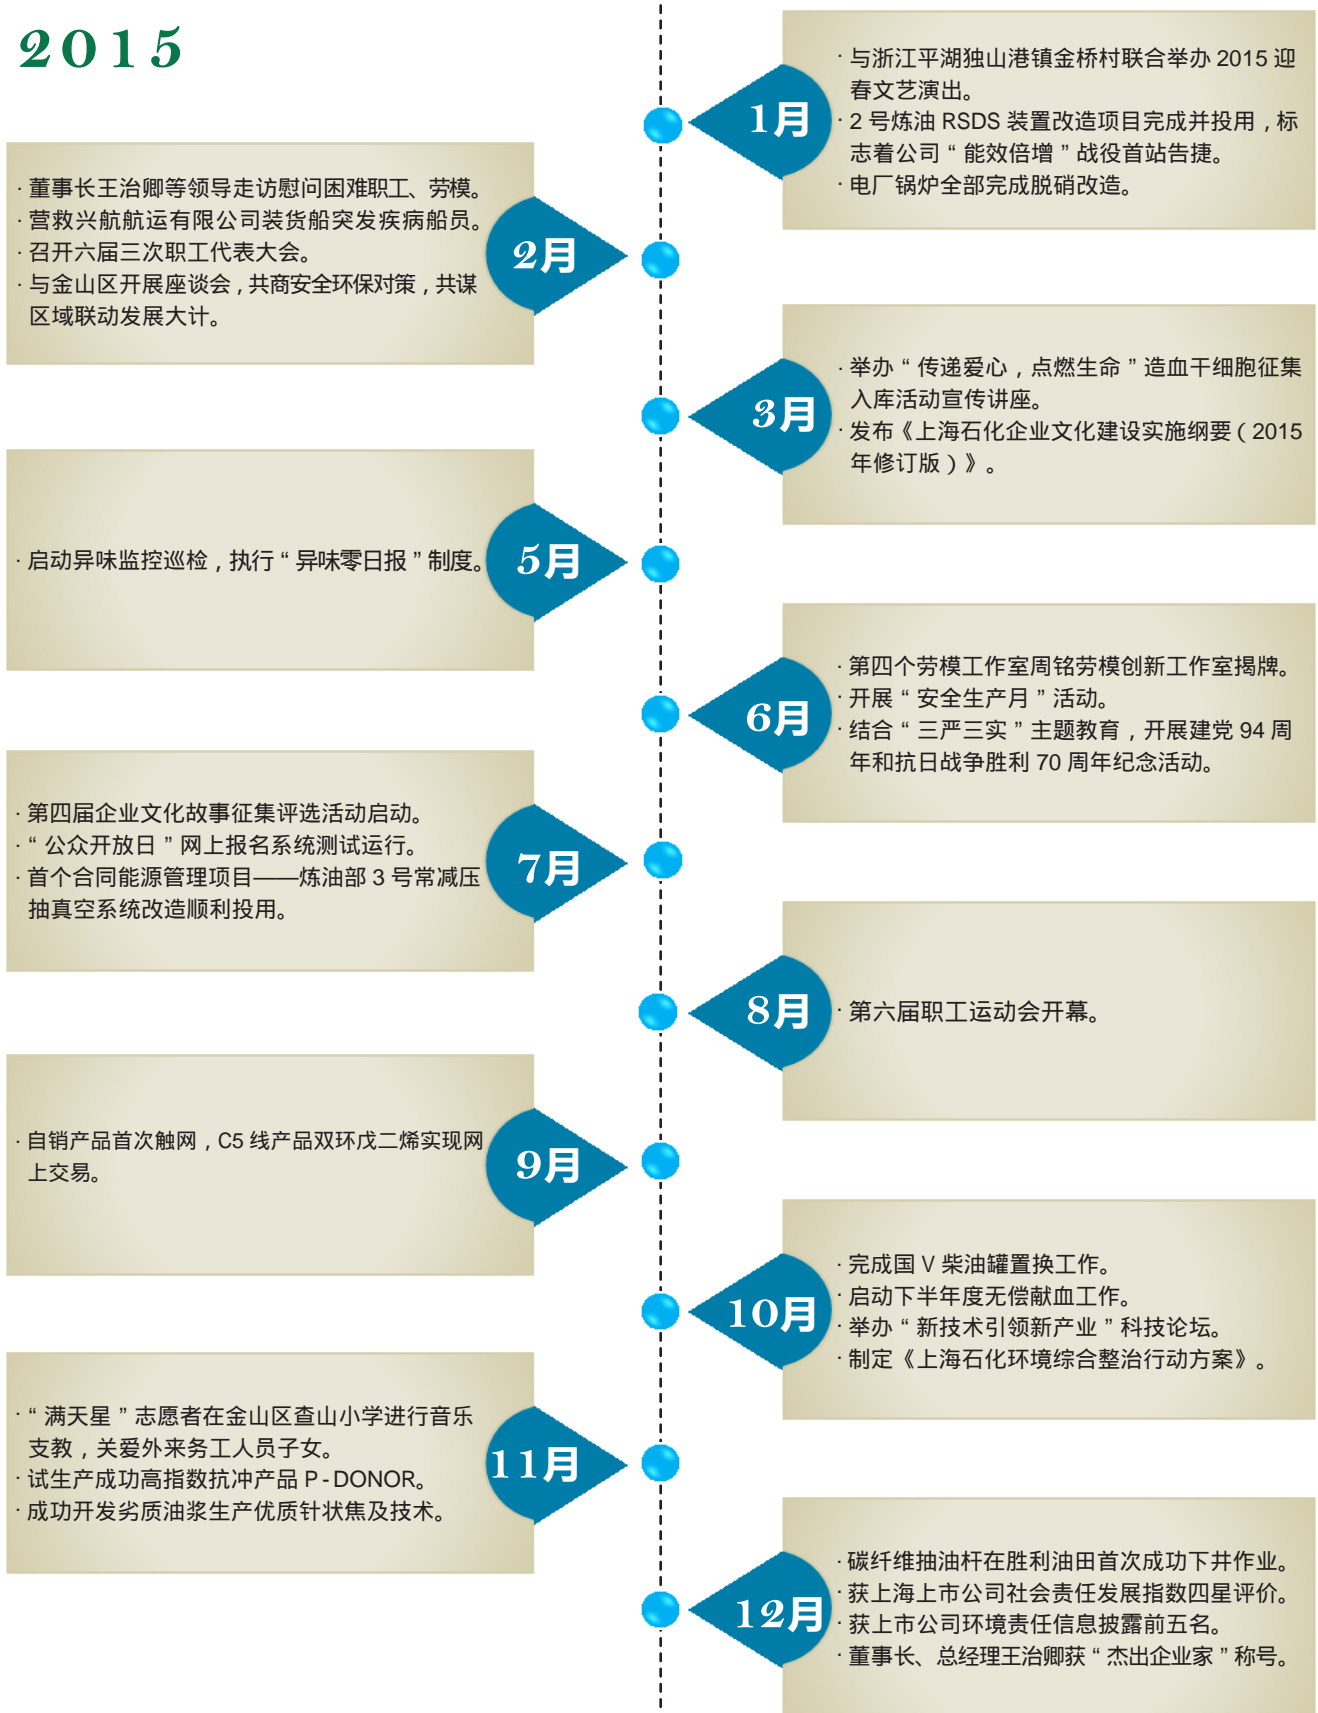 2015
1月
· 与浙江平湖独山港镇金桥村联合举办 2015 迎
春文艺演出。
· 2 号炼油 RSDS 装置改造项目完成并投用，标
志着公司“能效倍增”战役首站告捷。
· 电厂锅炉全部完成脱硝改造。
2月
· 董事长王治卿等领导走访慰问困难职工、劳模。
· 营救兴航航运有限公司装货船突发疾病船员。
· 召开六届三次职工代表大会。
· 与金山区开展座谈会，共商安全环保对策，共谋
区域联动发展大计。
3月
· 举办“传递爱心，点燃生命”造血干细胞征集
入库活动宣传讲座。
· 发布《上海石化企业文化建设实施纲要（2015
年修订版）》。
5月
· 启动异味监控巡检，执行“异味零日报”制度。
6月
· 第四个劳模工作室周铭劳模创新工作室揭牌。
· 开展“安全生产月”活动。
· 结合“三严三实”主题教育，开展建党 94 周
年和抗日战争胜利 70 周年纪念活动。
7月
· 第四届企业文化故事征集评选活动启动。
· “公众开放日”网上报名系统测试运行。
· 首个合同能源管理项目——炼油部 3 号常减压
抽真空系统改造顺利投用。
8月
· 第六届职工运动会开幕。
9月
· 自销产品首次触网，C5 线产品双环戊二烯实现网
上交易。
10月
· 完成国 V 柴油罐置换工作。
· 启动下半年度无偿献血工作。
· 举办“新技术引领新产业”科技论坛。
· 制定《上海石化环境综合整治行动方案》。
11月
· “满天星”志愿者在金山区查山小学进行音乐
支教，关爱外来务工人员子女。
· 试生产成功高指数抗冲产品 P-DONOR。
· 成功开发劣质油浆生产优质针状焦及技术。
12月
· 碳纤维抽油杆在胜利油田首次成功下井作业。
· 获上海上市公司社会责任发展指数四星评价。
· 获上市公司环境责任信息披露前五名。
· 董事长、总经理王治卿获“杰出企业家”称号。